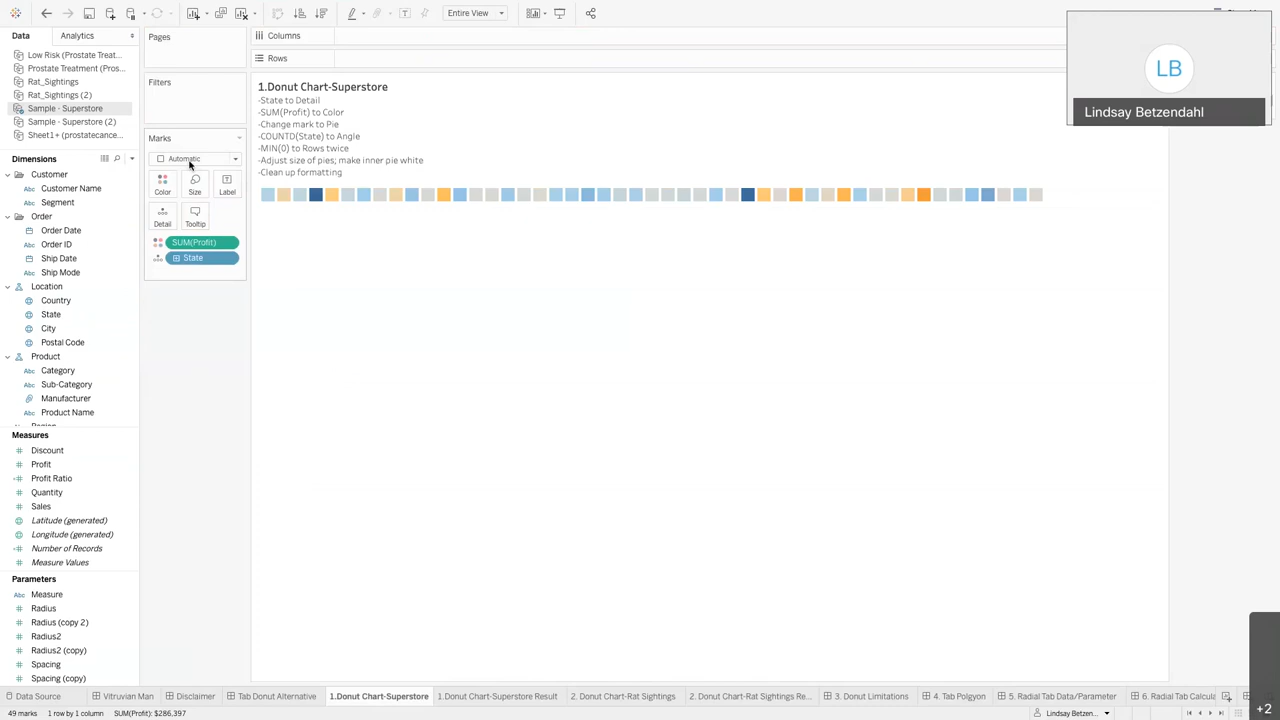 Entire View
Data
Analytics
Pages
Columns
Rows
Low Risk (Prostate Treat...
Prostate Treatment (Pros...
Rat_Sightings
Rat_Sightings (2)
Sample - Superstore
Sample - Superstore (2)
Sheet1+ (prostatecance...
Filters
1.Donut Chart-Superstore
-State to Detail
-SUM(Profit) to Color
-Change mark to Pie
-COUNTD(State) to Angle
-MIN(0) to Rows twice
-Adjust size of pies; make inner pie white
-Clean up formatting
LB
Lindsay Betzendahl
Marks
Automatic
Color
Size
Label
Detail
Tooltip
SUM(Profit)
State
Dimensions
Customer
Abc Customer Name
Abc Segment
Order
Order Date
Abc Order ID
Ship Date
Abc Ship Mode
Location
Country
State
City
Postal Code
Product
Abc Category
Abc Sub-Category
Manufacturer
Abc Product Name
Measures
Discount
Profit
Profit Ratio
Quantity
Sales
Latitude (generated)
Longitude (generated)
Number of Records
Measure Values
Parameters
Abc Measure
Radius
Radius (copy 2)
Radius2
Radius2 (copy)
Spacing
Spacing (copy)
Data Source
Vitruvian Man
Disclaimer
Tab Donut Alternative
1.Donut Chart-Superstore
1.Donut Chart-Superstore Result
2. Donut Chart-Rat Sightings
2. Donut Chart-Rat Sightings Re...
3. Donut Limitations
4. Tab Polgyon
5. Radial Tab Data/Parameter
6. Radial Tab Calcula
49 marks
1 row by 1 column
SUM(Profit): $286,397
Lindsay Betzen...
+2